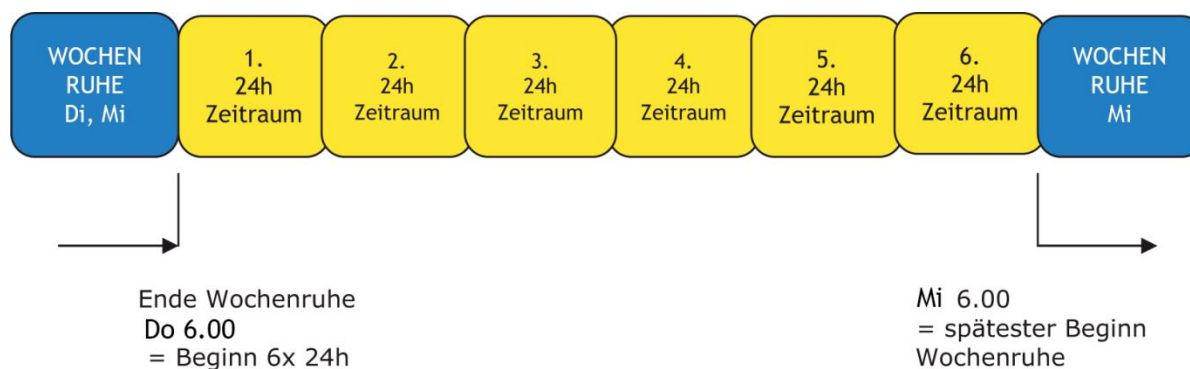 WOCHEN
RUHE
Di, Mi
1.
24h
Zeitraum
2.
24h
Zeitraum
3.
24h
Zeitraum
4.
24h
Zeitraum
5.
24h
Zeitraum
6.
24h
Zeitraum
WOCHEN
RUHE
Mi
Ende Wochenruhe
Do 6.00
= Beginn 6x 24h
Mi 6.00
= spätester Beginn
Wochenruhe